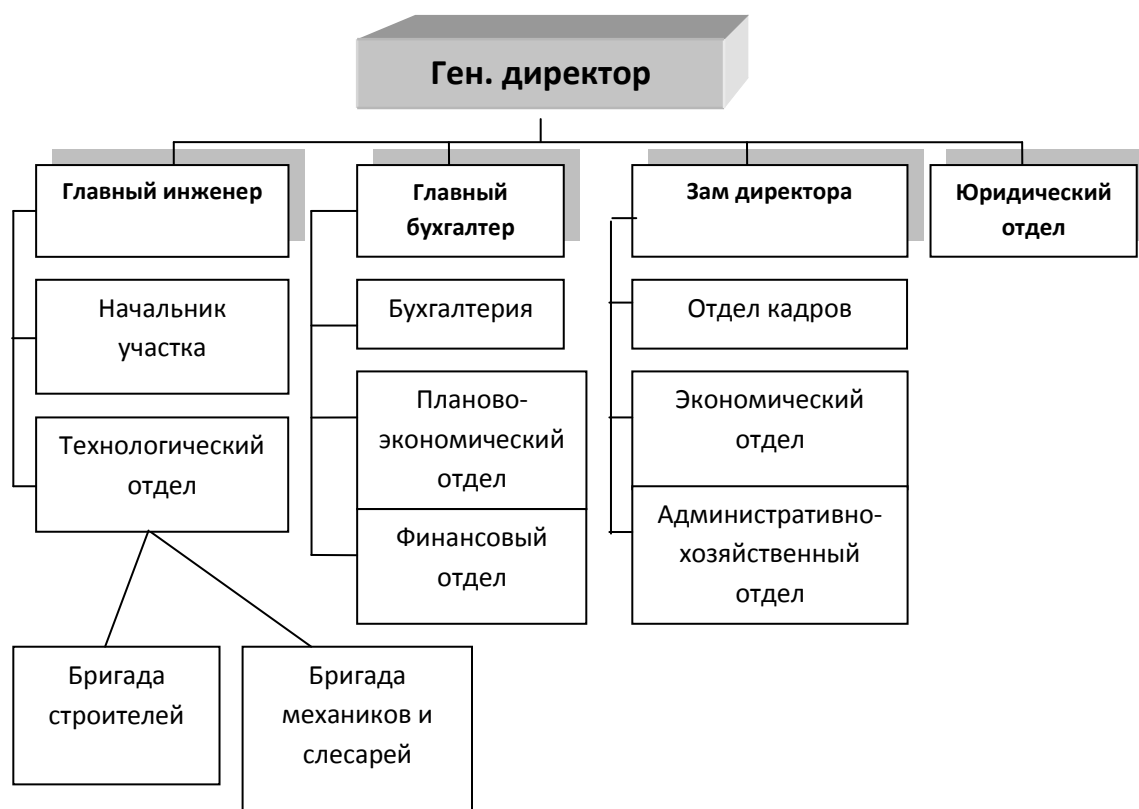 Ген. директор
Главный инженер
Главный
бухгалтер
Зам директора
Юридический
отдел
Начальник
участка
Бухгалтерия
Отдел кадров
Технологический
отдел
Планово-
экономический
отдел
Экономический
отдел
Финансовый
отдел
Административно-
хозяйственный
отдел
Бригада
строителей
Бригада
механиков и
слесарей